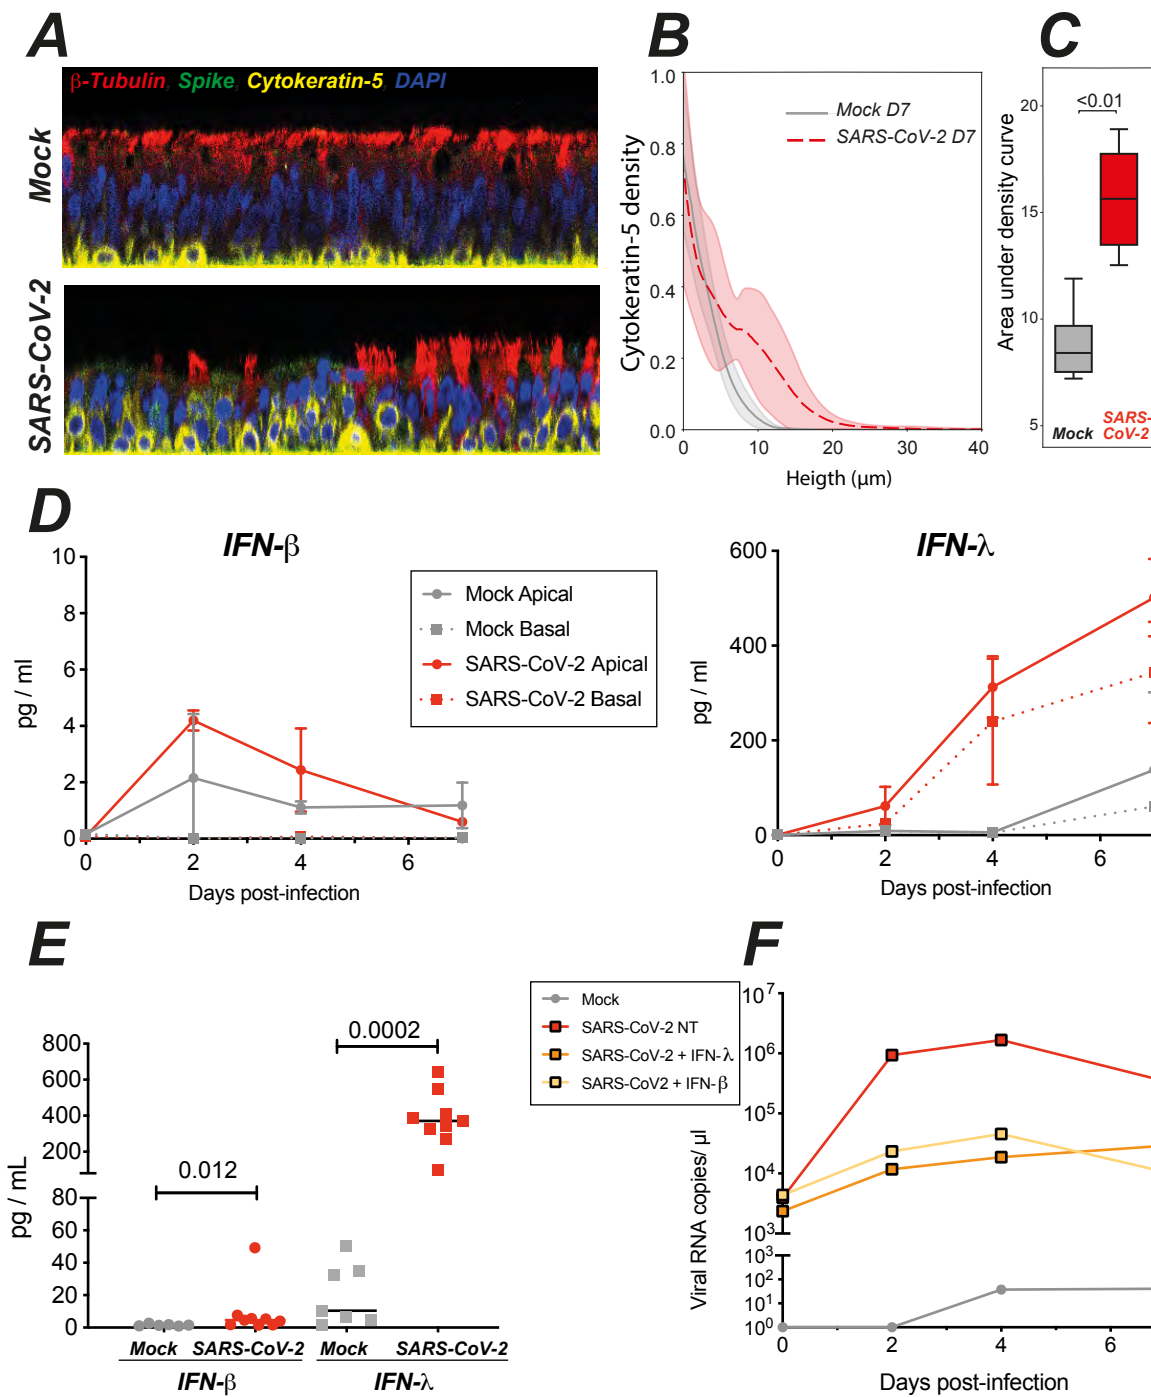 A
β-Tubulin, Spike, Cytokeratin-5, DAPI
Mock
SARS-CoV-2
B
Cytokeratin-5 density
1.0
0.8
0.6
0.4
0.2
0.0
Mock D7
SARS-CoV-2 D7
0 10 20 30 40
Heigth (µm)
C
Area under density curve
20
15
10
5
<0.01
Mock
SARS-
CoV-2
D
IFN-β
pg / ml
10
8
6
4
2
0
0 2 4 6
Days post-infection
Mock Apical
Mock Basal
SARS-CoV-2 Apical
SARS-CoV-2 Basal
IFN-λ
pg / ml
600
400
200
0
0 2 4 6
Days post-infection
E
pg / mL
800
600
400
200
80
60
40
20
0
0.012
0.0002
Mock SARS-CoV-2 Mock SARS-CoV-2
IFN-β IFN-λ
F
Mock
SARS-CoV-2 NT
SARS-CoV-2 + IFN-λ
SARS-CoV2 + IFN-β
Viral RNA copies/ µl
10⁷
10⁶
10⁵
10⁴
10³
10³
10²
10¹
10⁰
0 2 4 6
Days post-infection